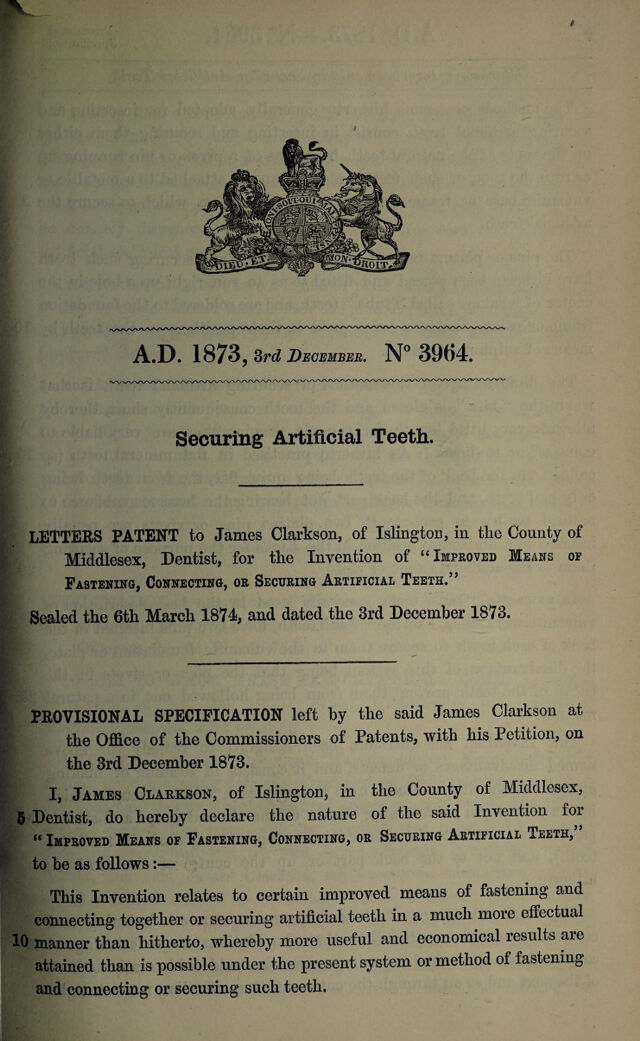 HONI SOIT QUI MAL
DIEU·ET MON·DROIT.
A.D. 1873, 3rd DECEMBER. Nº 3964.
Securing Artificial Teeth.
LETTERS PATENT to James Clarkson, of Islington, in the County of
Middlesex, Dentist, for the Invention of “IMPROVED MEANS OF
FASTENING, CONNECTING, OR SECURING ARTIFICIAL TEETH.”
Sealed the 6th March 1874, and dated the 3rd December 1873.
PROVISIONAL SPECIFICATION left by the said James Clarkson at
the Office of the Commissioners of Patents, with his Petition, on
the 3rd December 1873.
I, JAMES CLARKSON, of Islington, in the County of Middlesex,
5 Dentist, do hereby declare the nature of the said Invention for
“IMPROVED MEANS OF FASTENING, CONNECTING, OR SECURING ARTIFICIAL TEETH,”
to be as follows:—
This Invention relates to certain improved means of fastening and
connecting together or securing artificial teeth in a much more effectual
10 manner than hitherto, whereby more useful and economical results are
attained than is possible under the present system or method of fastening
and connecting or securing such teeth.